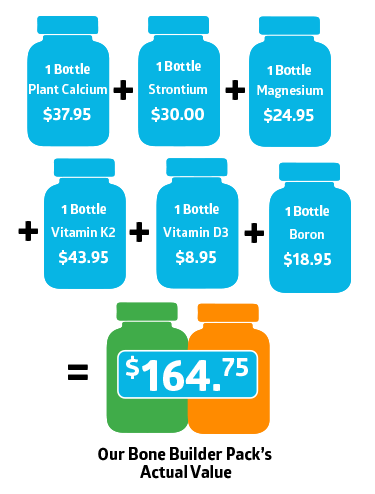 1 Bottle
Plant Calcium
$37.95
+
1 Bottle
Strontium
$30.00
+
1 Bottle
Magnesium
$24.95
+
1 Bottle
Vitamin K2
$43.95
+
1 Bottle
Vitamin D3
$8.95
+
1 Bottle
Boron
$18.95
=
$164.75
Our Bone Builder Pack's
Actual Value